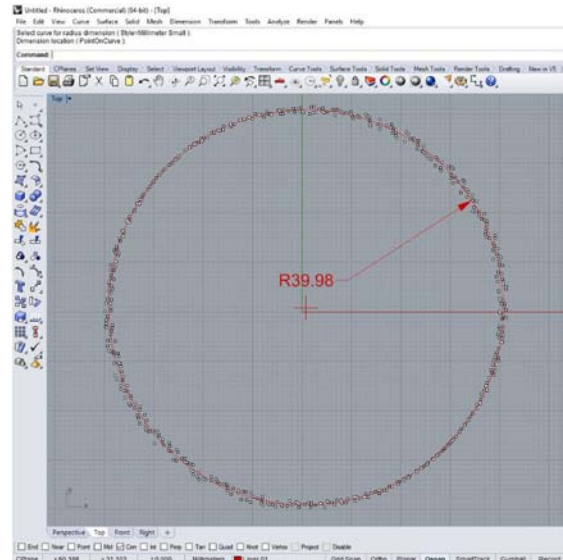 Untitled - Rhinoceros (Commercial) (64-bit) - [Top]
File Edit View Curve Surface Solid Mesh Dimension Transform Tools Analyze Render Panels Help
Select curve for radius dimension ( Style=Millimeter Small )
Dimension location ( PointOnCurve )
Command:
Standard CPlanes Set View Display Select Viewport Layout Visibility Transform Curve Tools Surface Tools Solid Tools Mesh Tools Render Tools Drafting New in V5
Top
R39.98
Perspective Top Front Right
End Near Point Mid Cen Int Perp Tan Quad Knot Vertex Project Disable
CPlane Millimeters Grid Snap Ortho Planar Osnap SmartTrack Gumball Record